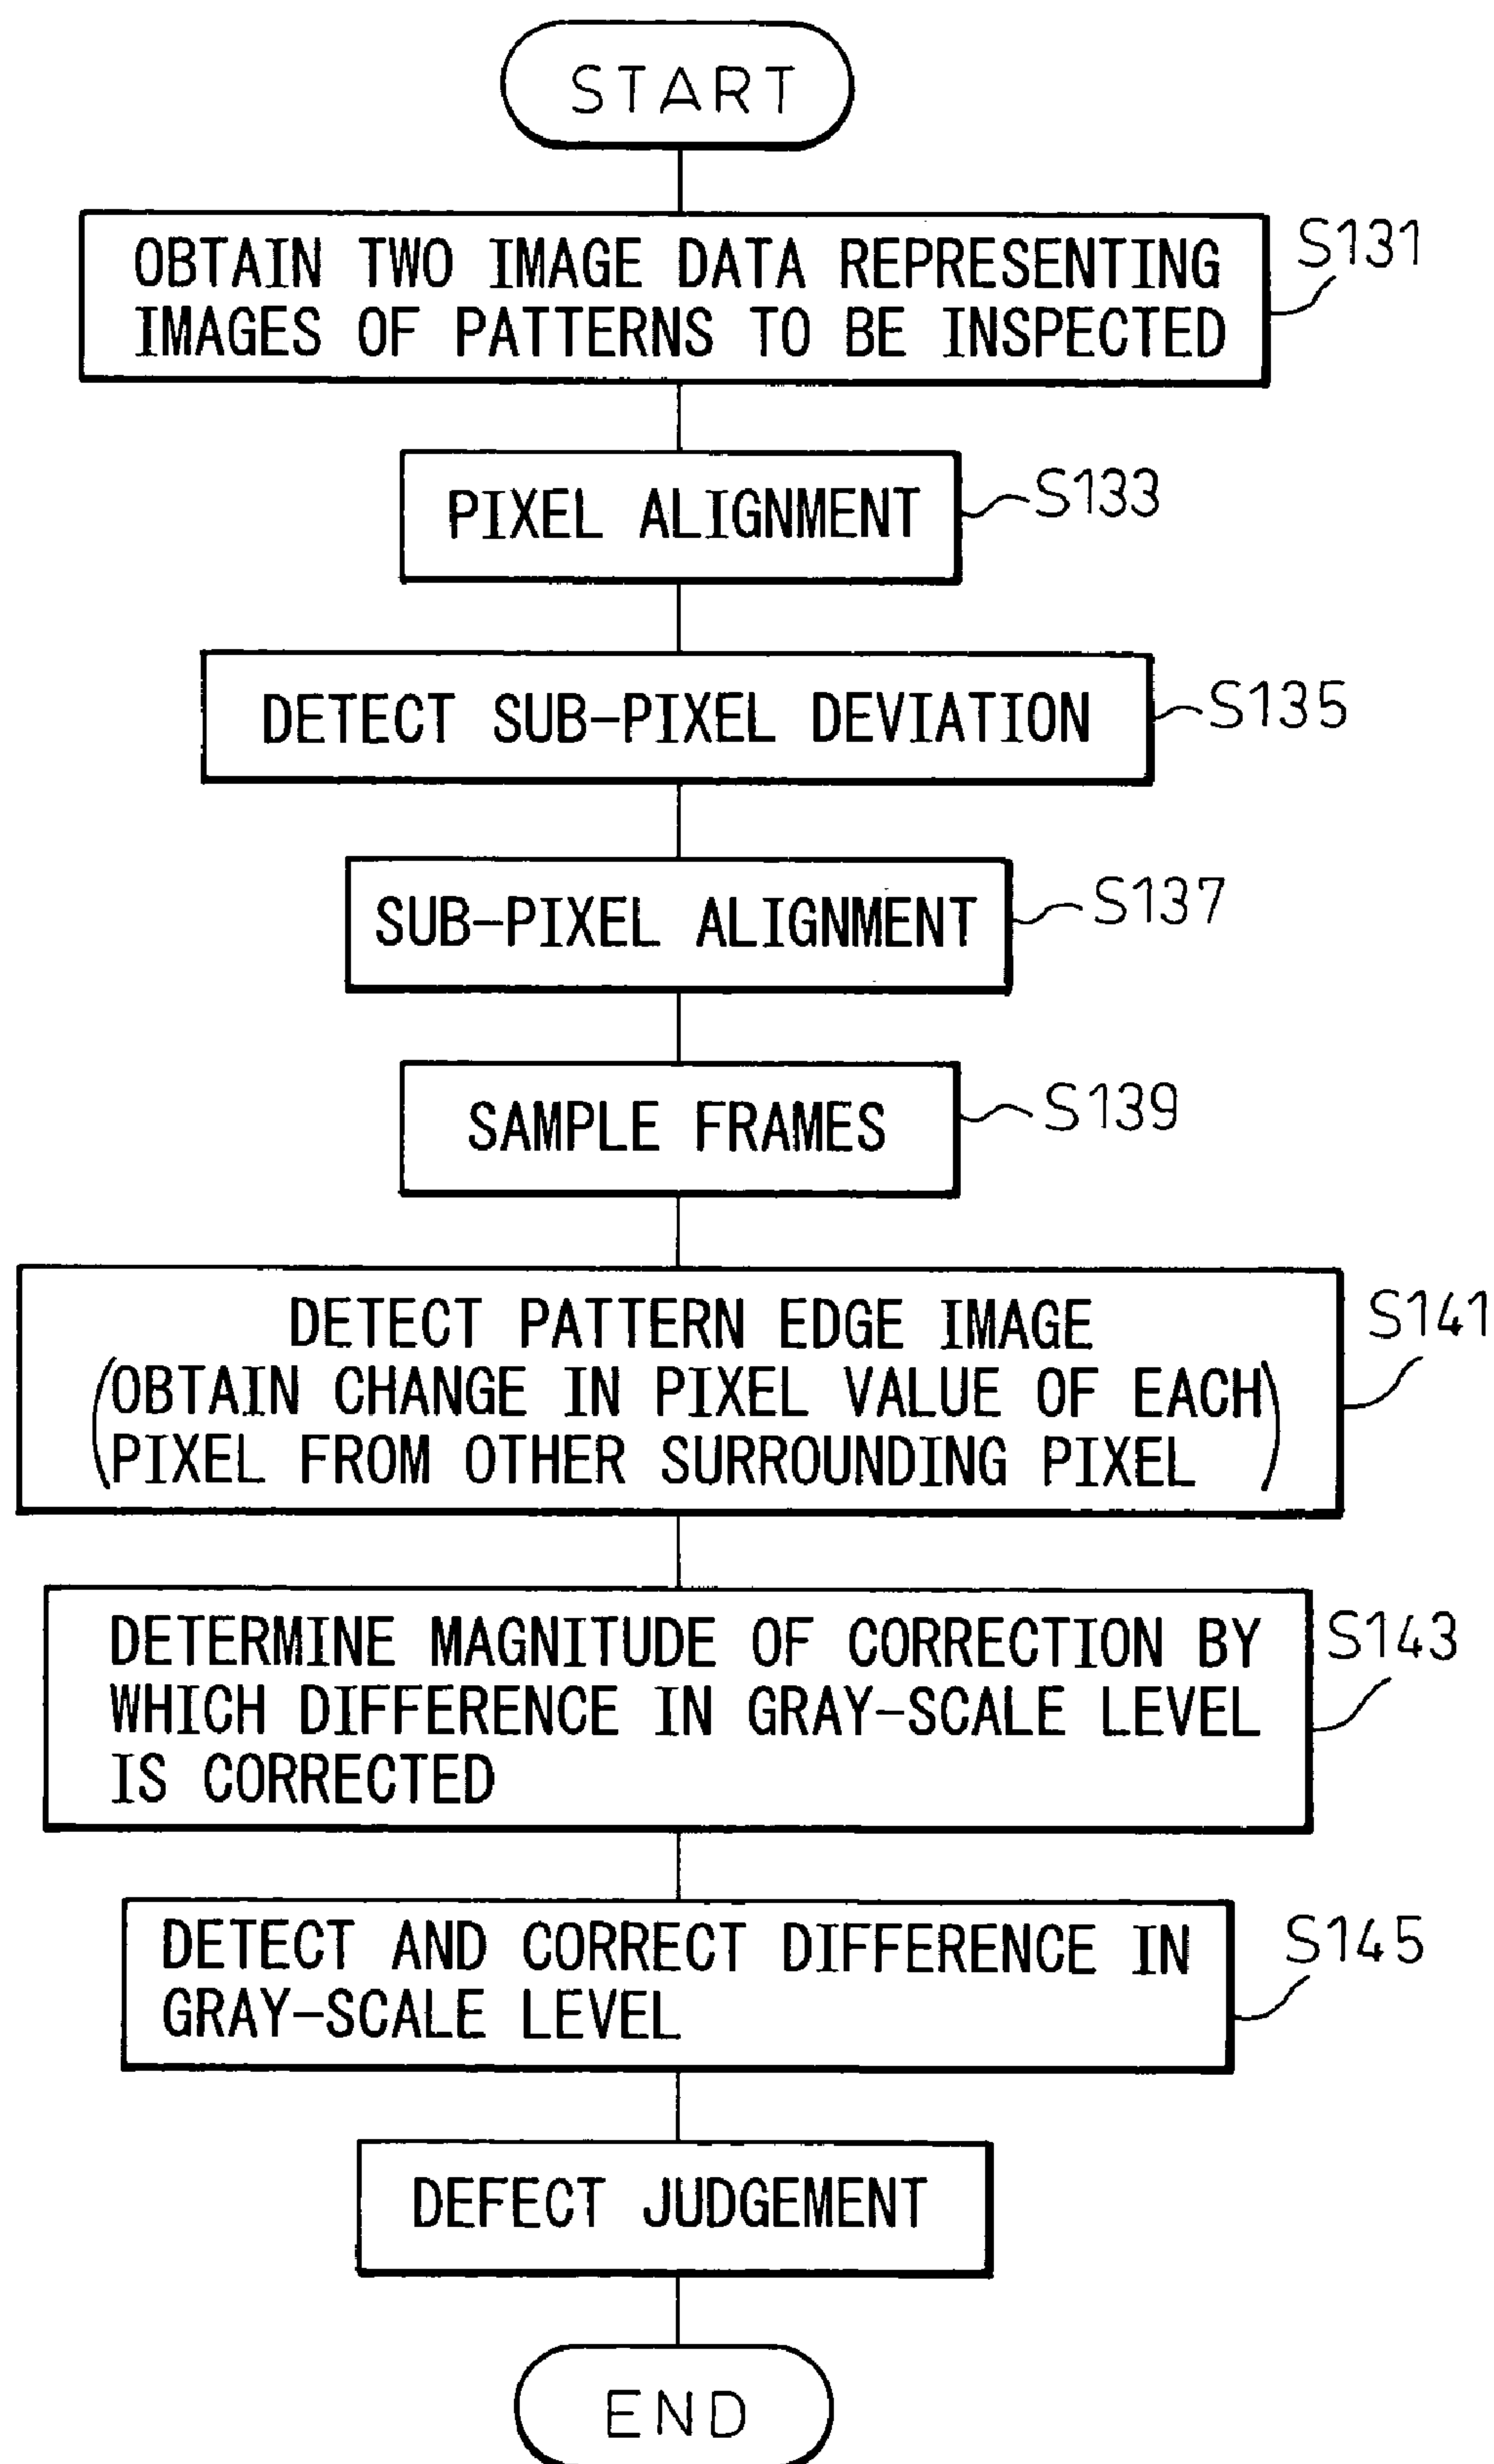 START
OBTAIN TWO IMAGE DATA REPRESENTING
IMAGES OF PATTERNS TO BE INSPECTED
S131
PIXEL ALIGNMENT
S133
DETECT SUB-PIXEL DEVIATION
S135
SUB-PIXEL ALIGNMENT
S137
SAMPLE FRAMES
S139
DETECT PATTERN EDGE IMAGE
(OBTAIN CHANGE IN PIXEL VALUE OF EACH
PIXEL FROM OTHER SURROUNDING PIXEL)
S141
DETERMINE MAGNITUDE OF CORRECTION BY
WHICH DIFFERENCE IN GRAY-SCALE LEVEL
IS CORRECTED
S143
DETECT AND CORRECT DIFFERENCE IN
GRAY-SCALE LEVEL
S145
DEFECT JUDGEMENT
END